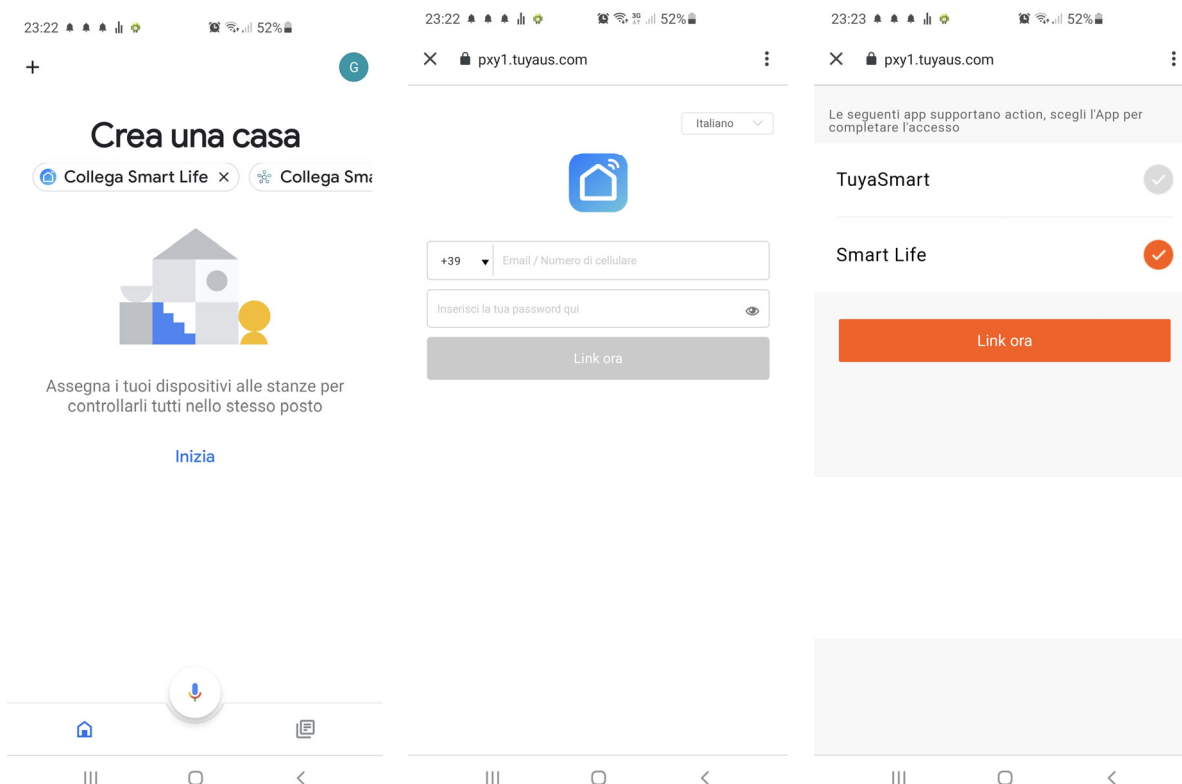 23:22
52%
G
Crea una casa
Collega Smart Life ×
Collega Sma
Assegna i tuoi dispositivi alle stanze per
controllarli tutti nello stesso posto
Inizia
23:22
3G
52%
pxy1.tuyaus.com
Italiano
+39
Email / Numero di cellulare
Inserisci la tua password qui
Link ora
23:23
52%
pxy1.tuyaus.com
Le seguenti app supportano action, scegli l'App per
completare l'accesso
TuyaSmart
Smart Life
Link ora